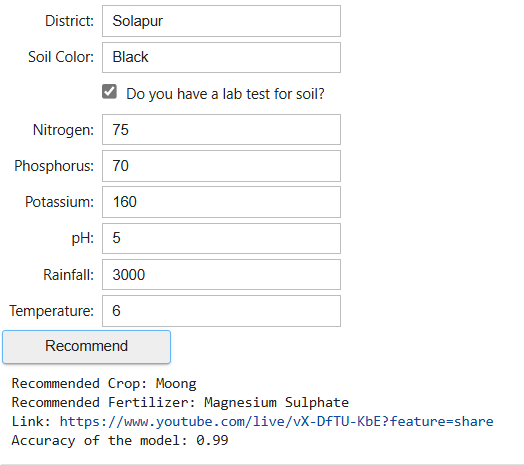 District: Solapur
Soil Color: Black
Do you have a lab test for soil?
Nitrogen: 75
Phosphorus: 70
Potassium: 160
pH: 5
Rainfall: 3000
Temperature: 6
Recommend
Recommended Crop: Moong
Recommended Fertilizer: Magnesium Sulphate
Link: https://www.youtube.com/live/vX-DfTU-KbE?feature=share
Accuracy of the model: 0.99